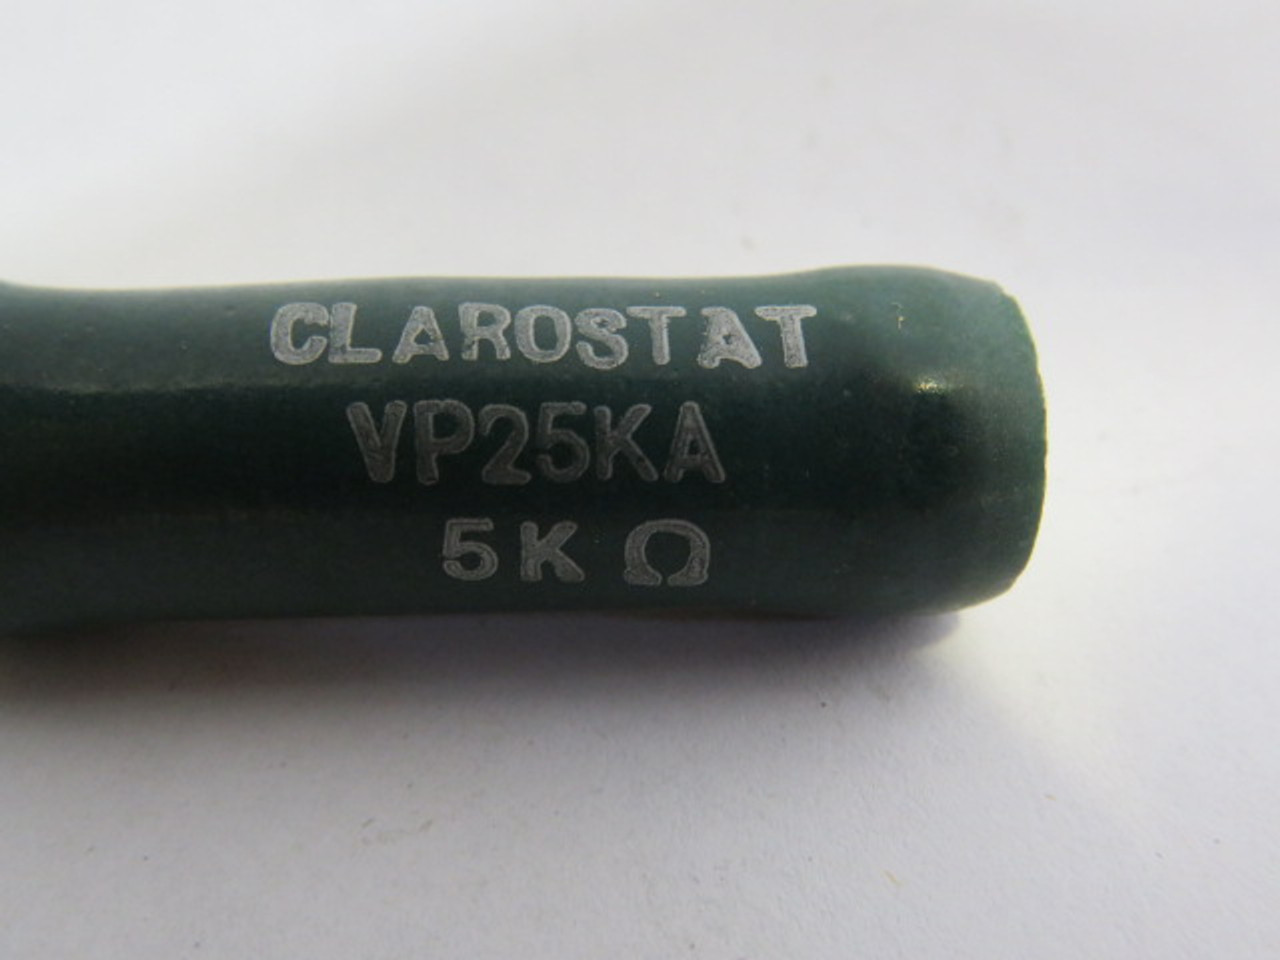 CLAROSTAT
VP25KA
5K Ω